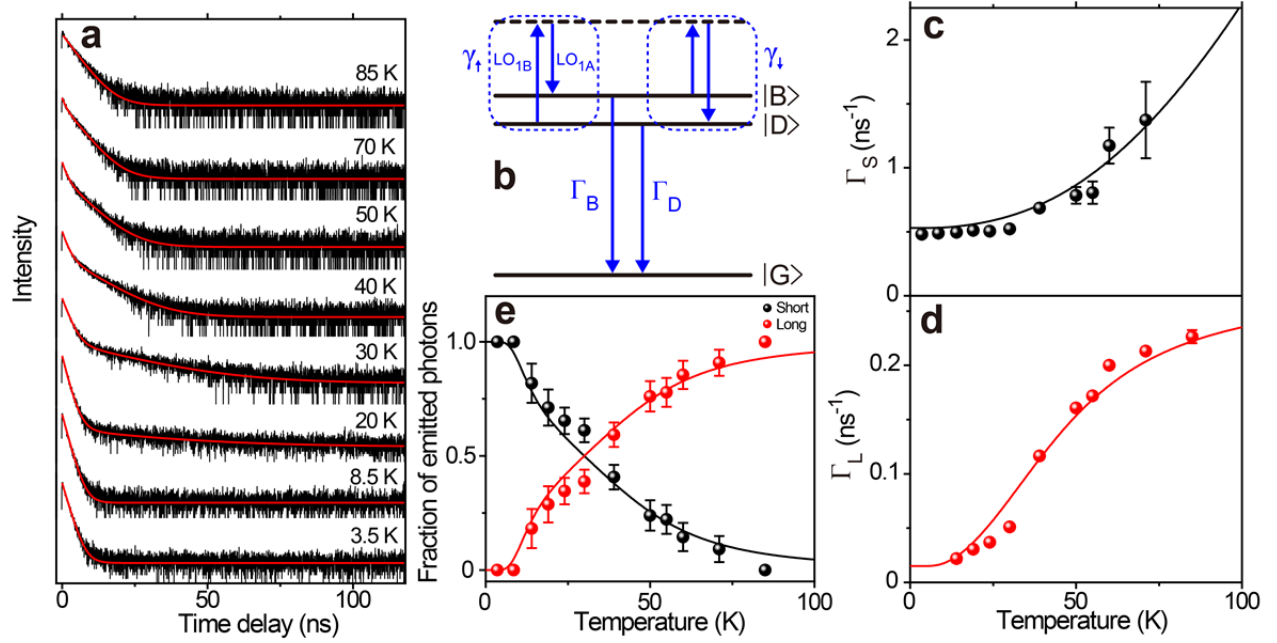 a
85 K
70 K
50 K
40 K
30 K
20 K
8.5 K
3.5 K
Intensity
0 50 100
Time delay (ns)
γ↑ LO1B LO1A γ↓
|B>
|D>
b
ΓB ΓD
|G>
c
2
1
0
ΓS (ns-1)
d
0.2
0.1
0
ΓL (ns-1)
0 50 100
Temperature (K)
e
Short
Long
1.0
0.5
0
Fraction of emitted photons
0 50 100
Temperature (K)